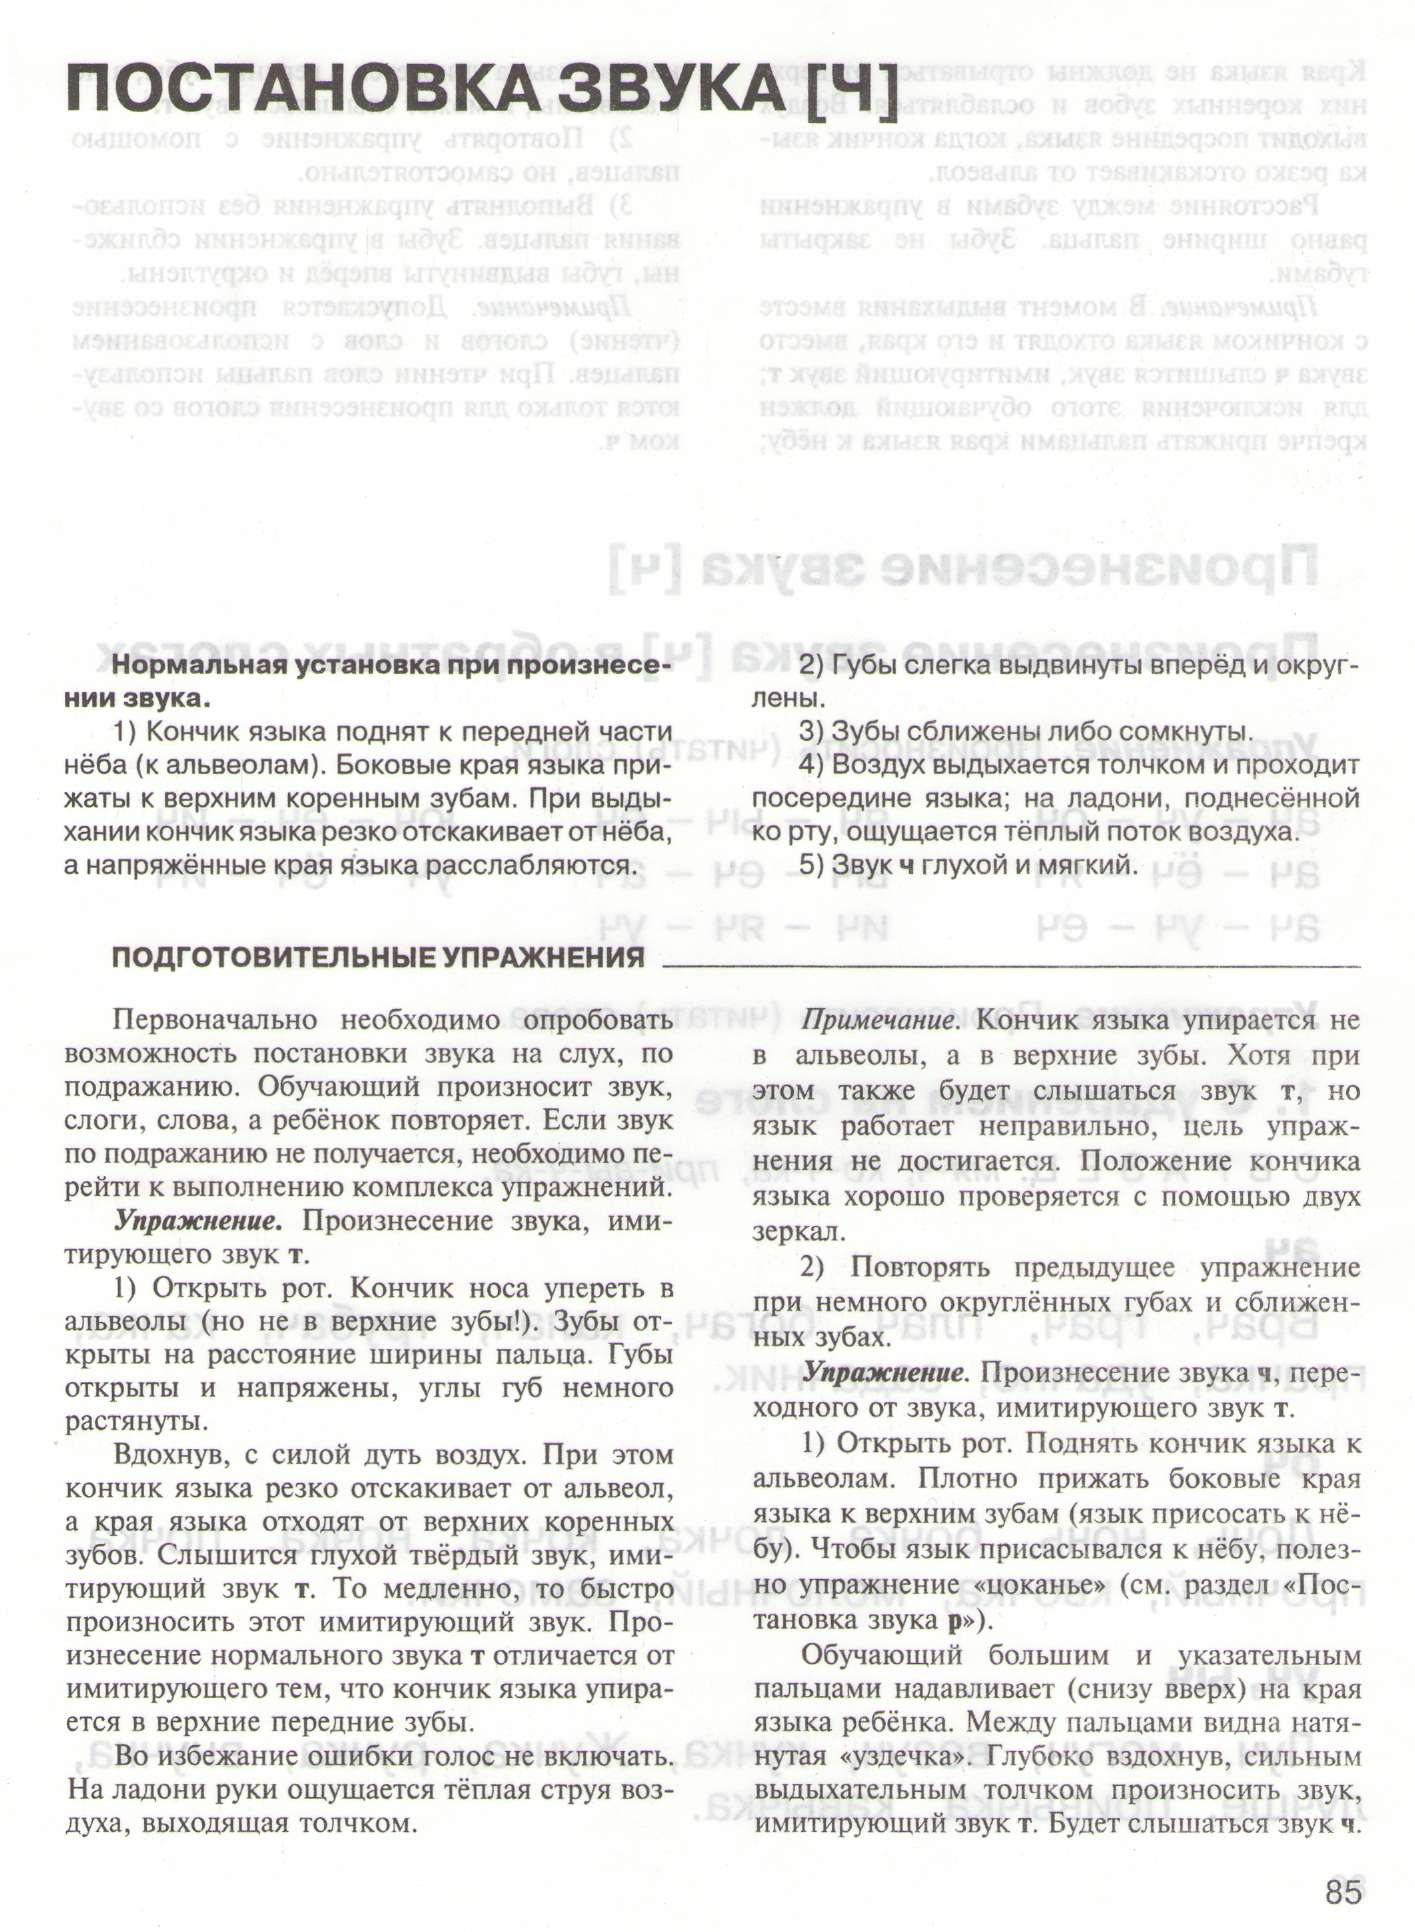 ПОСТАНОВКА ЗВУКА [Ч]
Нормальная установка при произнесе-
нии звука.
1) Кончик языка поднят к передней части
нёба (к альвеолам). Боковые края языка при-
жаты к верхним коренным зубам. При выды-
хании кончик языка резко отскакивает от нёба,
а напряжённые края языка расслабляются.
2) Губы слегка выдвинуты вперёд и округ-
лены.
3) Зубы сближены либо сомкнуты.
4) Воздух выдыхается толчком и проходит
посередине языка; на ладони, поднесённой
ко рту, ощущается тёплый поток воздуха.
5) Звук ч глухой и мягкий.
ПОДГОТОВИТЕЛЬНЫЕ УПРАЖНЕНИЯ
Первоначально необходимо опробовать
возможность постановки звука на слух, по
подражанию. Обучающий произносит звук,
слоги, слова, а ребёнок повторяет. Если звук
по подражанию не получается, необходимо пе-
рейти к выполнению комплекса упражнений.
Упражнение. Произнесение звука, ими-
тирующего звук т.
1) Открыть рот. Кончик носа упереть в
альвеолы (но не в верхние зубы!). Зубы от-
крыты на расстояние ширины пальца. Губы
открыты и напряжены, углы губ немного
растянуты.
Вдохнув, с силой дуть воздух. При этом
кончик языка резко отскакивает от альвеол,
а края языка отходят от верхних коренных
зубов. Слышится глухой твёрдый звук, ими-
тирующий звук т. То медленно, то быстро
произносить этот имитирующий звук. Про-
изнесение нормального звука т отличается от
имитирующего тем, что кончик языка упира-
ется в верхние передние зубы.
Во избежание ошибки голос не включать.
На ладони руки ощущается тёплая струя воз-
духа, выходящая толчком.
Примечание. Кончик языка упирается не
в альвеолы, а в верхние зубы. Хотя при
этом также будет слышаться звук т, но
язык работает неправильно, цель упраж-
нения не достигается. Положение кончика
языка хорошо проверяется с помощью двух
зеркал.
2) Повторять предыдущее упражнение
при немного округлённых губах и сближен-
ных зубах.
Упражнение. Произнесение звука ч, пере-
ходного от звука, имитирующего звук т.
1) Открыть рот. Поднять кончик языка к
альвеолам. Плотно прижать боковые края
языка к верхним зубам (язык присосать к нё-
бу). Чтобы язык присасывался к нёбу, полез-
но упражнение «цоканье» (см. раздел «Пос-
тановка звука р»).
Обучающий большим и указательным
пальцами надавливает (снизу вверх) на края
языка ребёнка. Между пальцами видна натя-
нутая «уздечка». Глубоко вздохнув, сильным
выдыхательным толчком произносить звук,
имитирующий звук т. Будет слышаться звук ч.
85